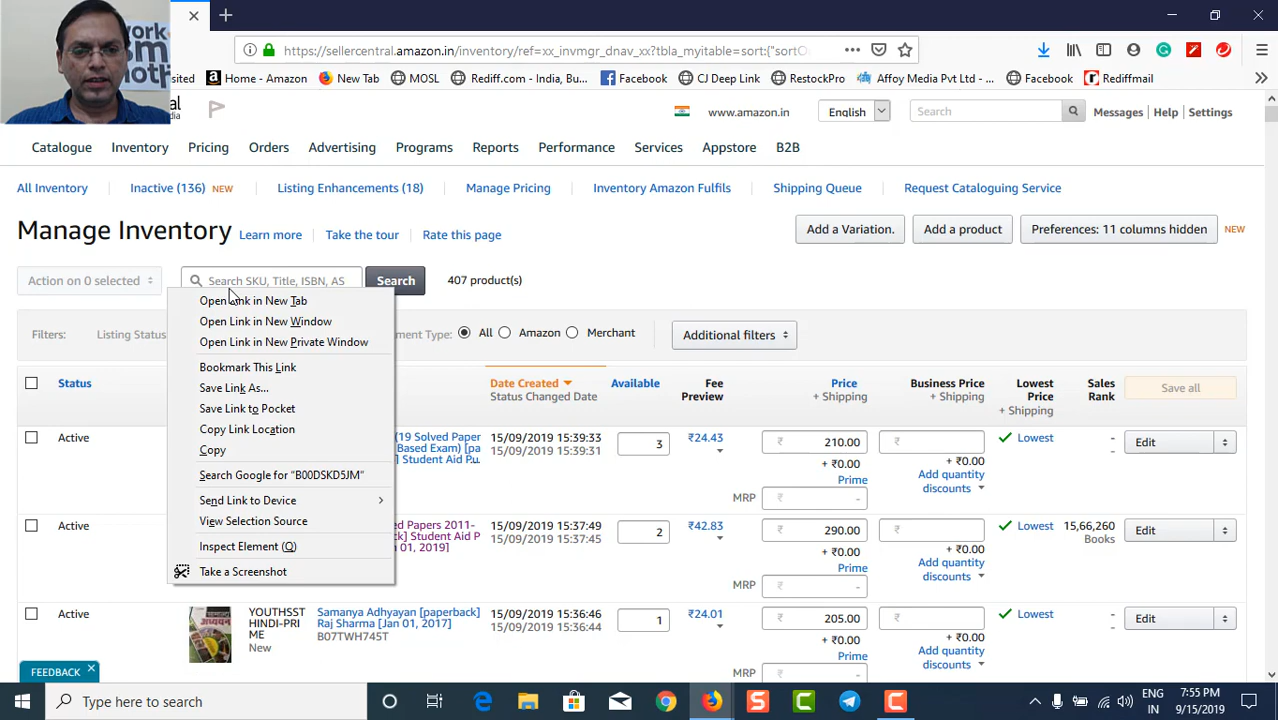 work
sm
noth
https://sellercentral.amazon.in/inventory/ref=xx_invmgr_dnav_xx?tbla_myitable=sort:{"sortO
sited
Home - Amazon
New Tab
MOSL
Rediff.com - India, Bu...
Facebook
CJ Deep Link
RestockPro
Affoy Media Pvt Ltd - ...
Facebook
Rediffmail
al
dia
www.amazon.in
English
Search
Messages
Help
Settings
Catalogue
Inventory
Pricing
Orders
Advertising
Programs
Reports
Performance
Services
Appstore
B2B
All Inventory
Inactive (136) NEW
Listing Enhancements (18)
Manage Pricing
Inventory Amazon Fulfils
Shipping Queue
Request Cataloguing Service
Manage Inventory
Learn more
Take the tour
Rate this page
Add a Variation.
Add a product
Preferences: 11 columns hidden
NEW
Action on 0 selected
Search SKU, Title, ISBN, AS
Search
407 product(s)
Filters:
Listing Status
ment Type:
All
Amazon
Merchant
Additional filters
Open Link in New Tab
Open Link in New Window
Open Link in New Private Window
Bookmark This Link
Save Link As...
Save Link to Pocket
Copy Link Location
Copy
Search Google for "B00DSKD5JM"
Send Link to Device
View Selection Source
Inspect Element (Q)
Take a Screenshot
Status
Date Created
Status Changed Date
Available
Fee
Preview
Price
+ Shipping
Business Price
+ Shipping
Lowest
Price
+ Shipping
Sales
Rank
Save all
Active
(19 Solved Paper
Based Exam) [pa
] Student Aid Pu..
15/09/2019 15:39:33
15/09/2019 15:39:31
3
₹24.43
₹ 210.00
₹
+ ₹0.00
Prime
Add quantity
discounts
MRP ₹ -
Lowest
-
-
Edit
Active
ed Papers 2011-
ck] Student Aid P
n 01, 2019]
15/09/2019 15:37:49
15/09/2019 15:37:45
2
₹42.83
₹ 290.00
₹
+ ₹0.00
Prime
Add quantity
discounts
MRP ₹ -
Lowest
15,66,260
Books
Edit
Active
YOUTHSST
HINDI-PRI
ME
New
Samanya Adhyayan [paperback]
Raj Sharma [Jan 01, 2017]
B07TWH745T
15/09/2019 15:36:46
15/09/2019 15:36:44
1
₹24.01
₹ 205.00
₹
+ ₹0.00
Prime
Add quantity
discounts
MRP ₹ -
Lowest
-
-
Edit
FEEDBACK
Type here to search
ENG
IN
7:55 PM
9/15/2019